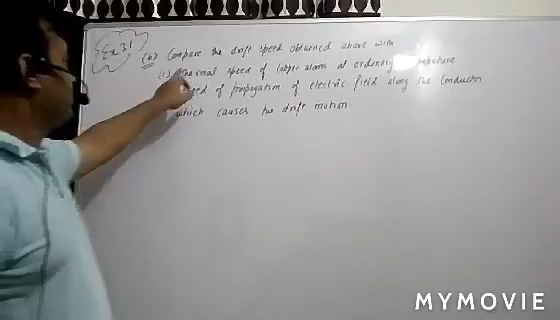 Ex 3.1
(b) Compare the drift speed obtained above with
(i) thermal speed of copper atoms at ordinary
speed of propagation of electric field along the conductor
which causes the drift motion
MYMOVIE